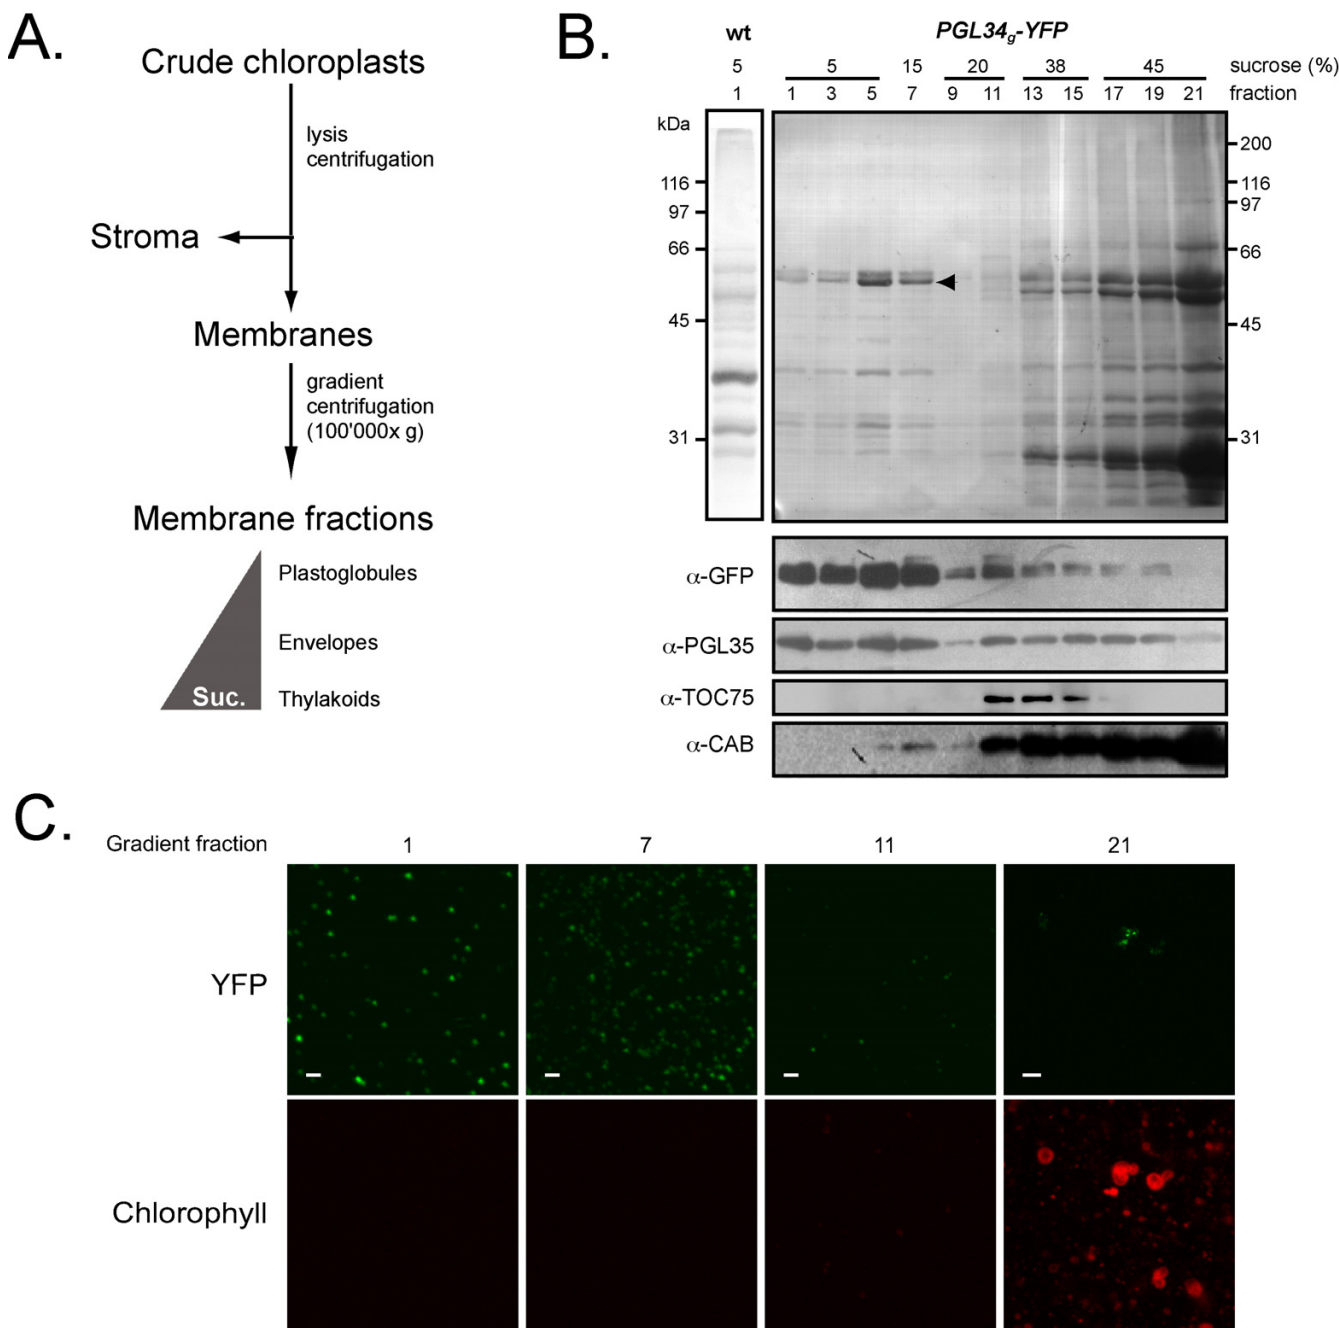 A.
Crude chloroplasts
lysis
centrifugation
Stroma
Membranes
gradient
centrifugation
(100'000x g)
Membrane fractions
Plastoglobules
Envelopes
Suc.
Thylakoids
B.
wt
PGL34g-YFP
5 5 15 20 38 45 sucrose (%)
1 1 3 5 7 9 11 13 15 17 19 21 fraction
kDa
116
97
66
45
31
200
116
97
66
45
31
α-GFP
α-PGL35
α-TOC75
α-CAB
C.
Gradient fraction 1 7 11 21
YFP
Chlorophyll